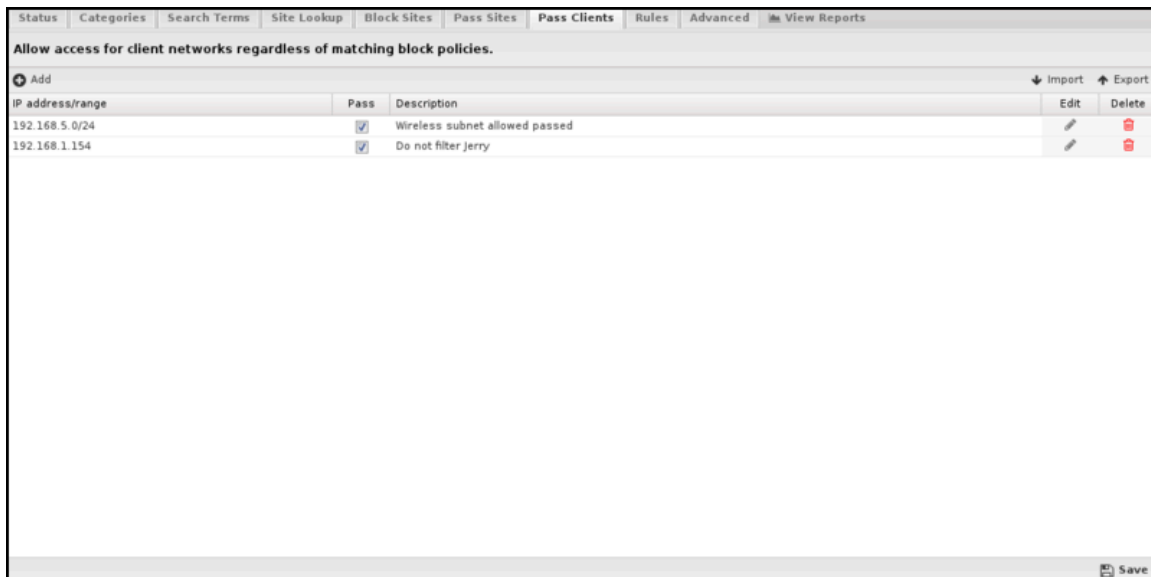 Status Categories Search Terms Site Lookup Block Sites Pass Sites Pass Clients Rules Advanced View Reports
Allow access for client networks regardless of matching block policies.
Add Import Export
IP address/range Pass Description Edit Delete
192.168.5.0/24 Wireless subnet allowed passed
192.168.1.154 Do not filter Jerry
Save